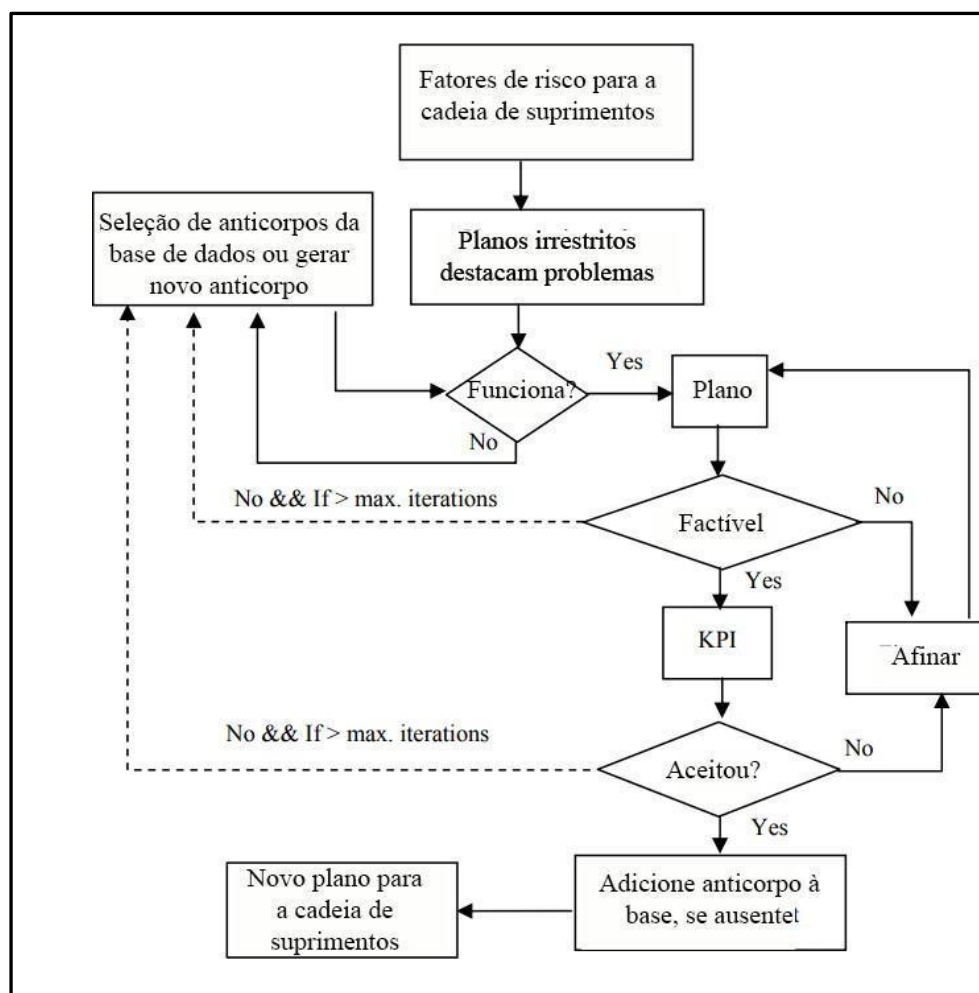 Fatores de risco para a
cadeia de suprimentos
Seleção de anticorpos da
base de dados ou gerar
novo anticorpo
Planos irrestritos
destacam problemas
Funciona?
Yes
Plano
No
No && If > max. iterations
Factível
No
Yes
KPI
Afinar
No && If > max. iterations
Aceitou?
No
Yes
Novo plano para
a cadeia de
suprimentos
Adicione anticorpo à
base, se ausentet